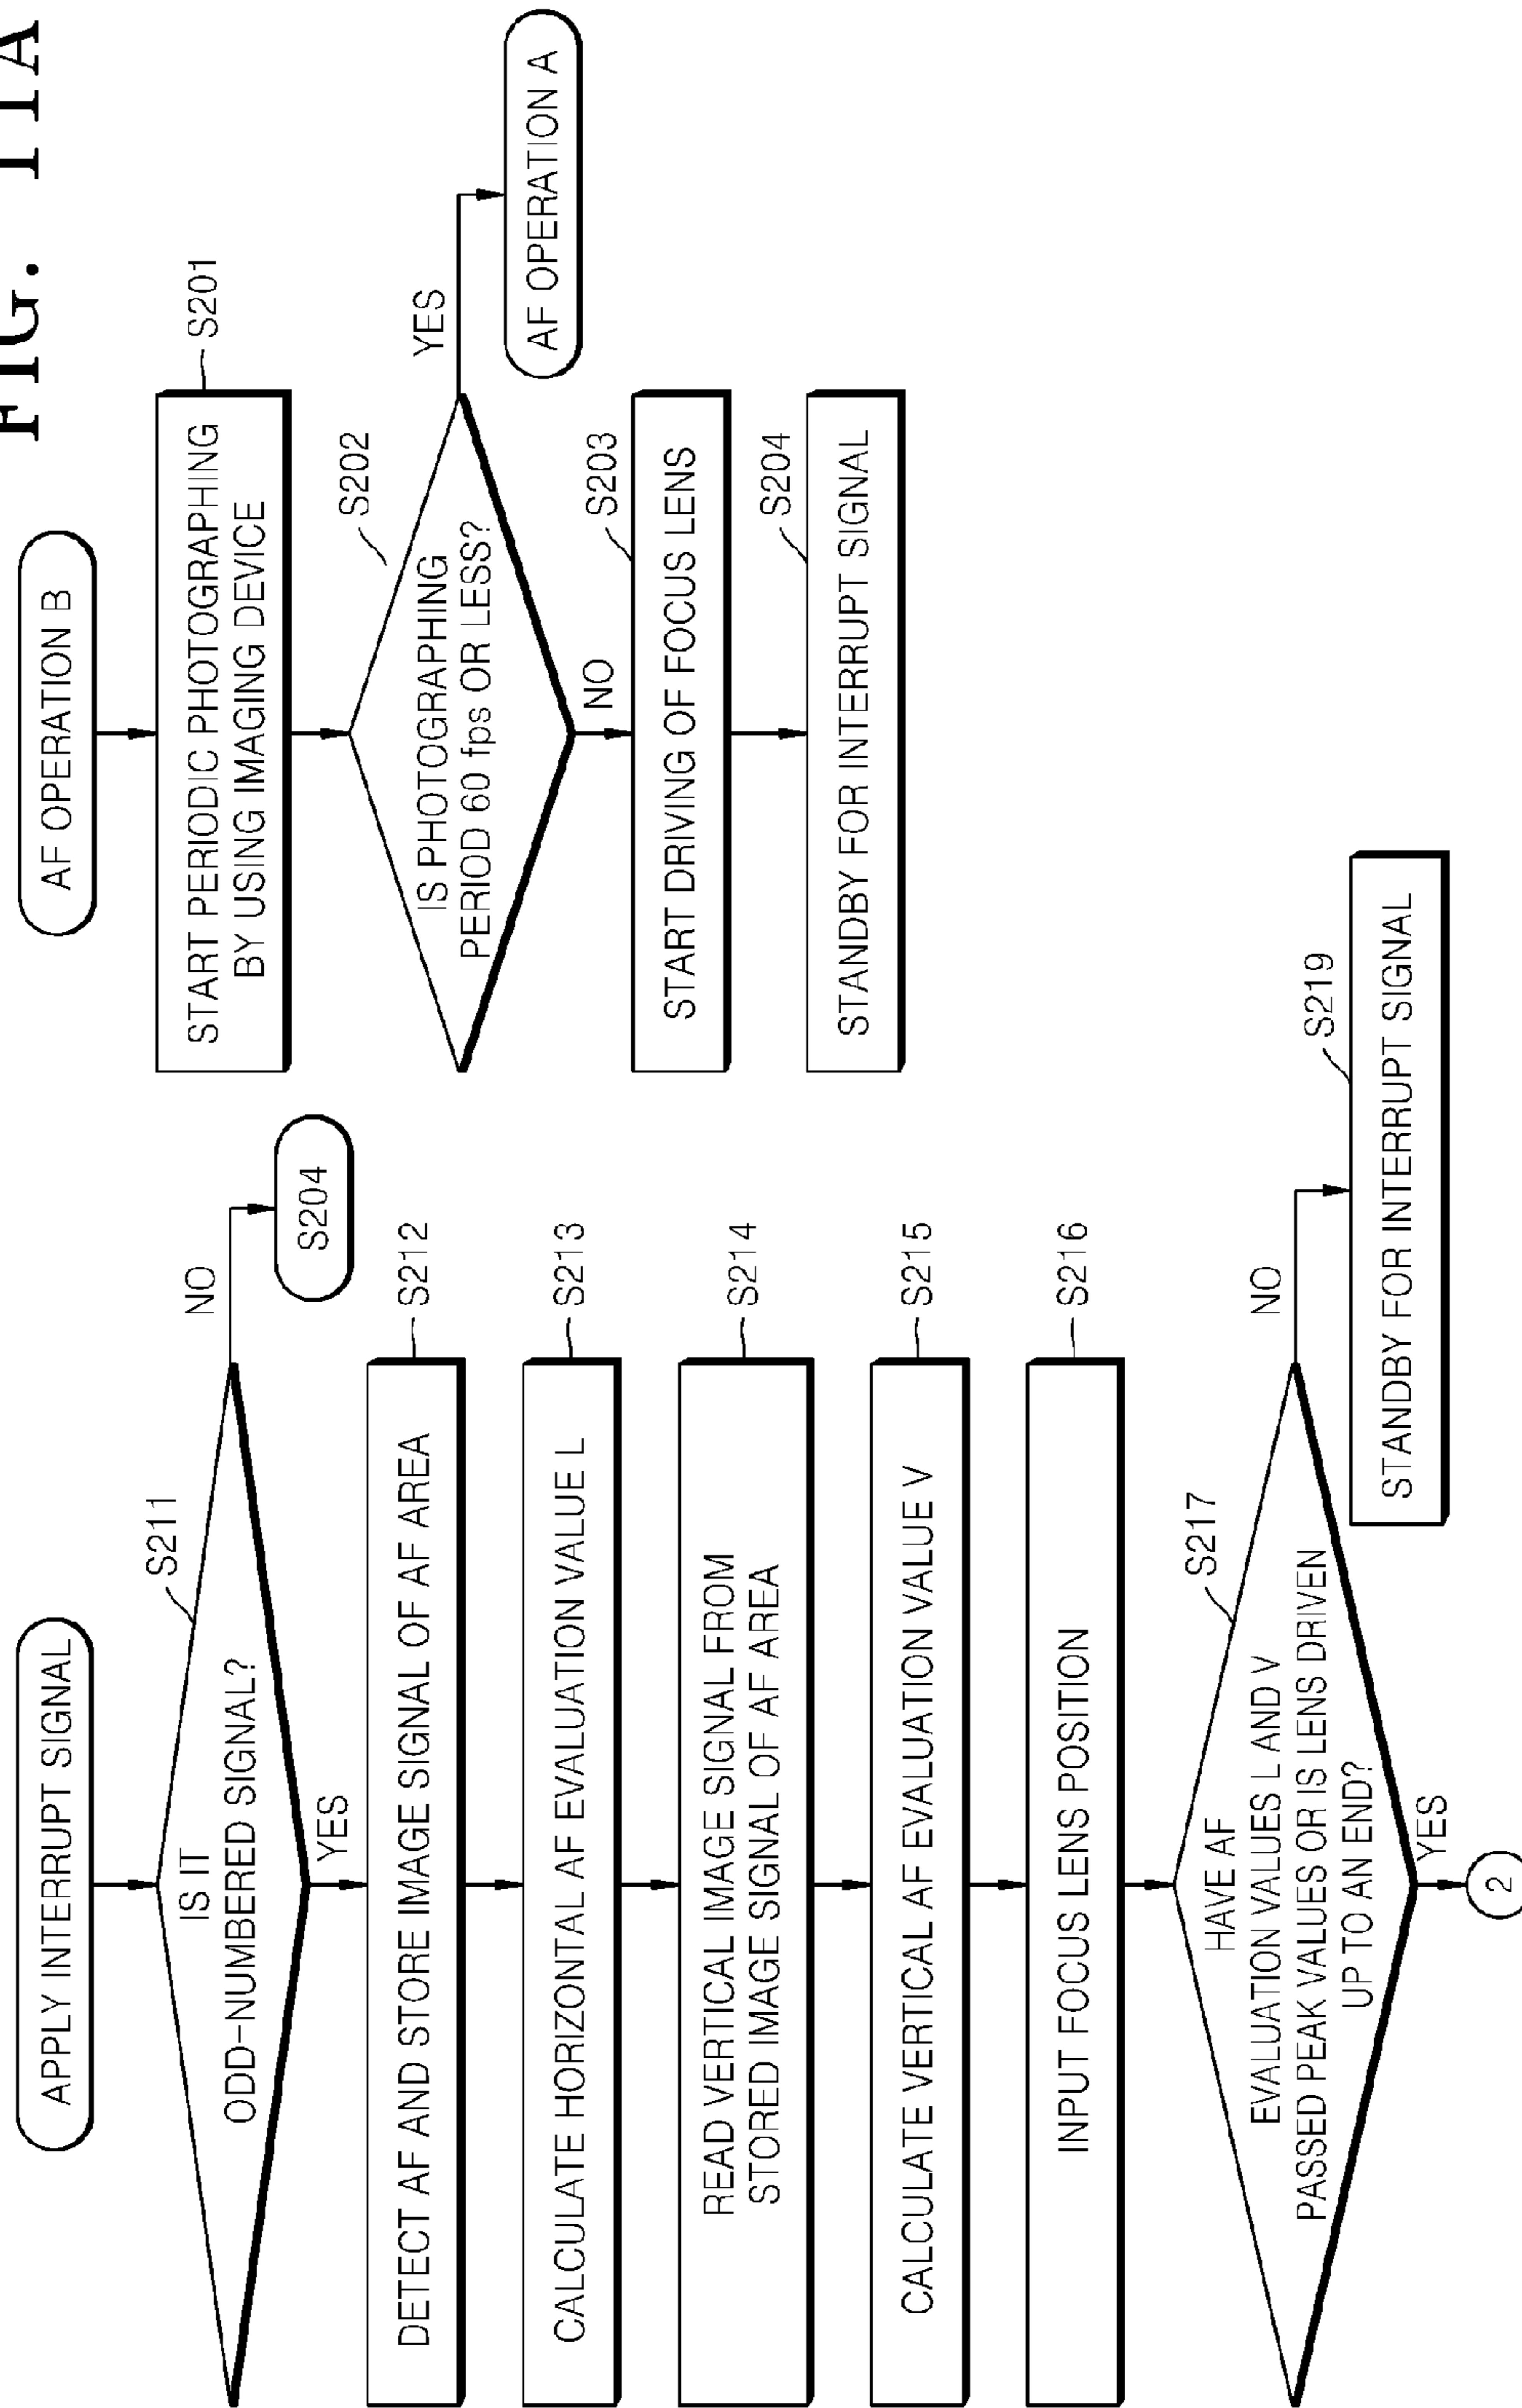 FIG. 11A
AF OPERATION B
START PERIODIC PHOTOGRAPHING
BY USING IMAGING DEVICE
S201
IS PHOTOGRAPHING
PERIOD 60 fps OR LESS?
S202
YES
AF OPERATION A
NO
START DRIVING OF FOCUS LENS
S203
STANDBY FOR INTERRUPT SIGNAL
S204
APPLY INTERRUPT SIGNAL
IS IT
ODD-NUMBERED SIGNAL?
S211
NO
S204
YES
DETECT AF AND STORE IMAGE SIGNAL OF AF AREA
S212
CALCULATE HORIZONTAL AF EVALUATION VALUE L
S213
READ VERTICAL IMAGE SIGNAL FROM
STORED IMAGE SIGNAL OF AF AREA
S214
CALCULATE VERTICAL AF EVALUATION VALUE V
S215
INPUT FOCUS LENS POSITION
S216
HAVE AF
EVALUATION VALUES L AND V
PASSED PEAK VALUES OR IS LENS DRIVEN
UP TO AN END?
S217
NO
STANDBY FOR INTERRUPT SIGNAL
S219
YES
2